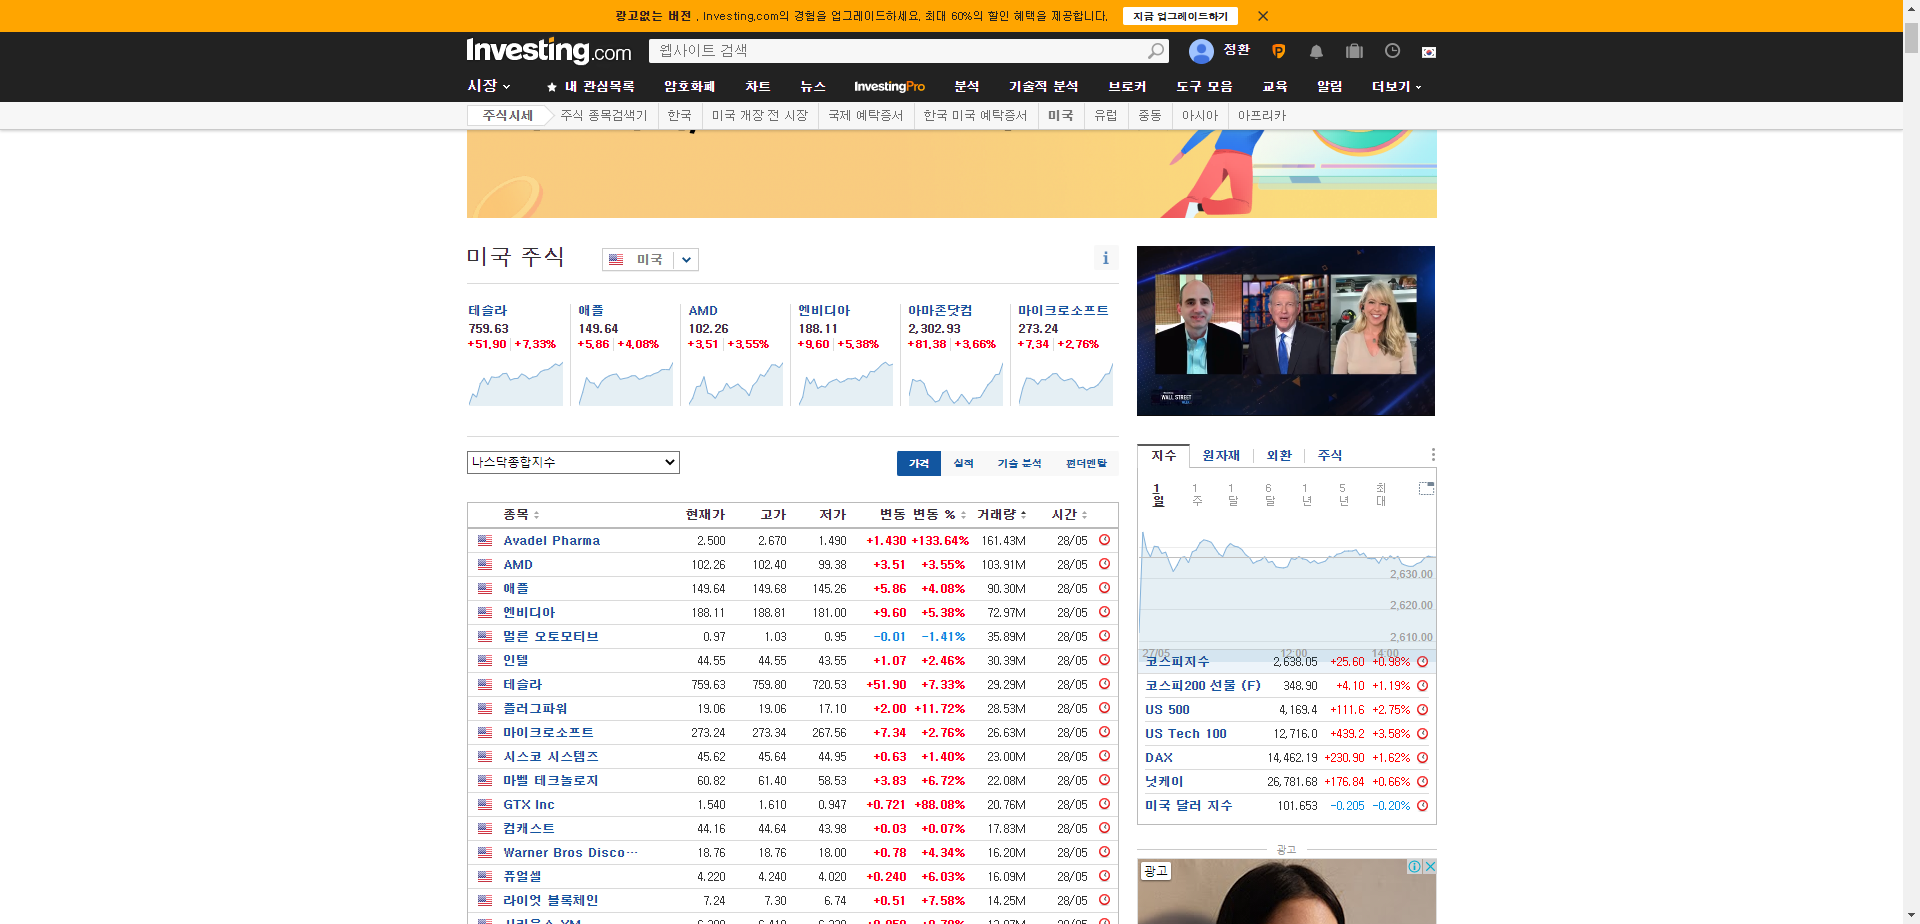 광고없는 버전. Investing.com의 경험을 업그레이드하세요. 최대 60%의 할인 혜택을 제공합니다. 지금 업그레이드하기
Investing.com 웹사이트 검색 정환
시장 내 관심목록 암호화폐 차트 뉴스 InvestingPro 분석 기술적 분석 브로커 도구 모음 교육 알림 더보기
주식시세 주식 종목검색기 한국 미국 개장 전 시장 국제 예탁증서 한국 미국 예탁증서 미국 유럽 중동 아시아 아프리카
미국 주식 미국
테슬라 애플 AMD 엔비디아 아마존닷컴 마이크로소프트
759.63 149.64 102.26 188.11 2,302.93 273.24
+51.90 +7.33% +5.86 +4.08% +3.51 +3.55% +9.60 +5.38% +81.38 +3.66% +7.34 +2.76%
나스닥종합지수 가격 실적 기술 분석 펀더멘탈
종목 현재가 고가 저가 변동 변동 % 거래량 시간
Avadel Pharma 2.500 2.670 1.490 +1.430 +133.64% 161.43M 28/05
AMD 102.26 102.40 99.38 +3.51 +3.55% 103.91M 28/05
애플 149.64 149.68 145.26 +5.86 +4.08% 90.30M 28/05
엔비디아 188.11 188.81 181.00 +9.60 +5.38% 72.97M 28/05
멀른 오토모티브 0.97 1.03 0.95 -0.01 -1.41% 35.89M 28/05
인텔 44.55 44.55 43.55 +1.07 +2.46% 30.39M 28/05
테슬라 759.63 759.80 720.53 +51.90 +7.33% 29.29M 28/05
플러그파워 19.06 19.06 17.10 +2.00 +11.72% 28.53M 28/05
마이크로소프트 273.24 273.34 267.56 +7.34 +2.76% 26.63M 28/05
시스코 시스템즈 45.62 45.64 44.95 +0.63 +1.40% 23.00M 28/05
마벨 테크놀로지 60.82 61.40 58.53 +3.83 +6.72% 22.08M 28/05
GTX Inc 1.540 1.610 0.947 +0.721 +88.08% 20.76M 28/05
컴캐스트 44.16 44.64 43.98 +0.03 +0.07% 17.83M 28/05
Warner Bros Disco… 18.76 18.76 18.00 +0.78 +4.34% 16.20M 28/05
퓨얼셀 4.220 4.240 4.020 +0.240 +6.03% 16.09M 28/05
라이엇 블록체인 7.24 7.30 6.74 +0.51 +7.58% 14.25M 28/05
WALL STREET
지수 원자재 외환 주식
1일 1주 1달 6달 1년 5년 최대
2,630.00
2,620.00
2,610.00
27/05 12:00 14:00
코스피지수 2,638.05 +25.60 +0.98%
코스피200 선물 (F) 348.90 +4.10 +1.19%
US 500 4,169.4 +111.6 +2.75%
US Tech 100 12,716.0 +439.2 +3.58%
DAX 14,462.19 +230.90 +1.62%
닛케이 26,781.68 +176.84 +0.66%
미국 달러 지수 101.653 -0.205 -0.20%
광고
광고